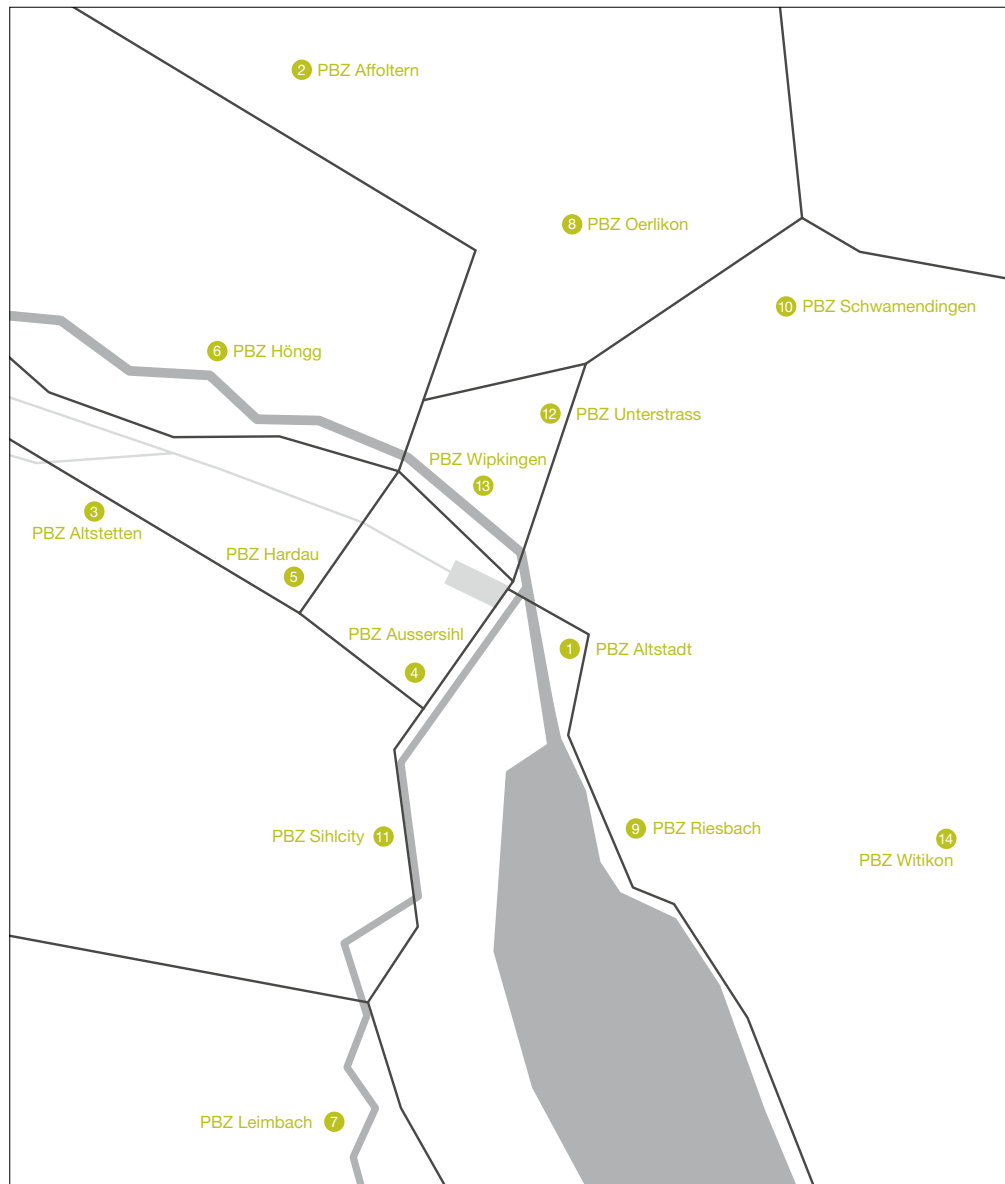 2 PBZ Affoltern
8 PBZ Oerlikon
10 PBZ Schwamendingen
6 PBZ Höngg
12 PBZ Unterstrass
PBZ Wipkingen
13
3
PBZ Altstetten
PBZ Hardau
5
PBZ Aussersihl
4
1 PBZ Altstadt
PBZ Sihlcity 11
9 PBZ Riesbach
14
PBZ Witikon
PBZ Leimbach 7